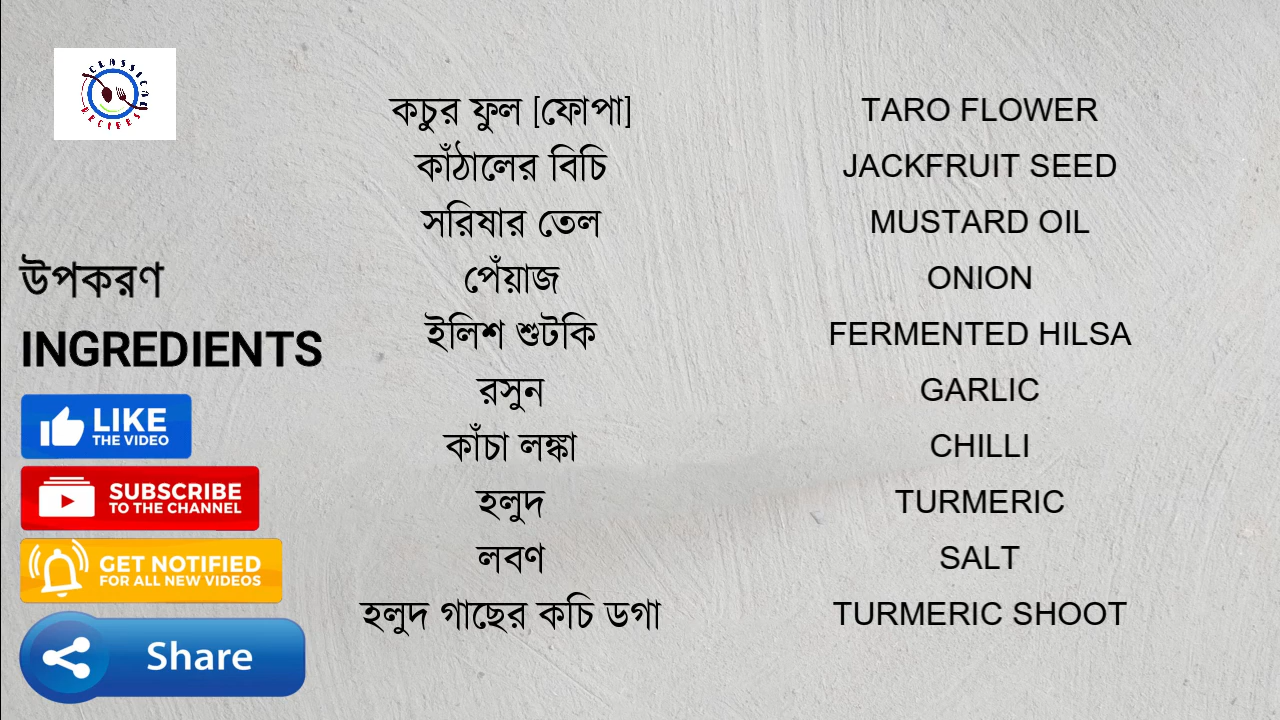 CLASSICAL
RECIPES
কচুর ফুল [ফোপা] TARO FLOWER
কাঁঠালের বিচি JACKFRUIT SEED
সরিষার তেল MUSTARD OIL
পেঁয়াজ ONION
ইলিশ শুটকি FERMENTED HILSA
রসুন GARLIC
কাঁচা লঙ্কা CHILLI
হলুদ TURMERIC
লবণ SALT
হলুদ গাছের কচি ডগা TURMERIC SHOOT
উপকরণ
INGREDIENTS
LIKE
THE VIDEO
SUBSCRIBE
TO THE CHANNEL
GET NOTIFIED
FOR ALL NEW VIDEOS
Share